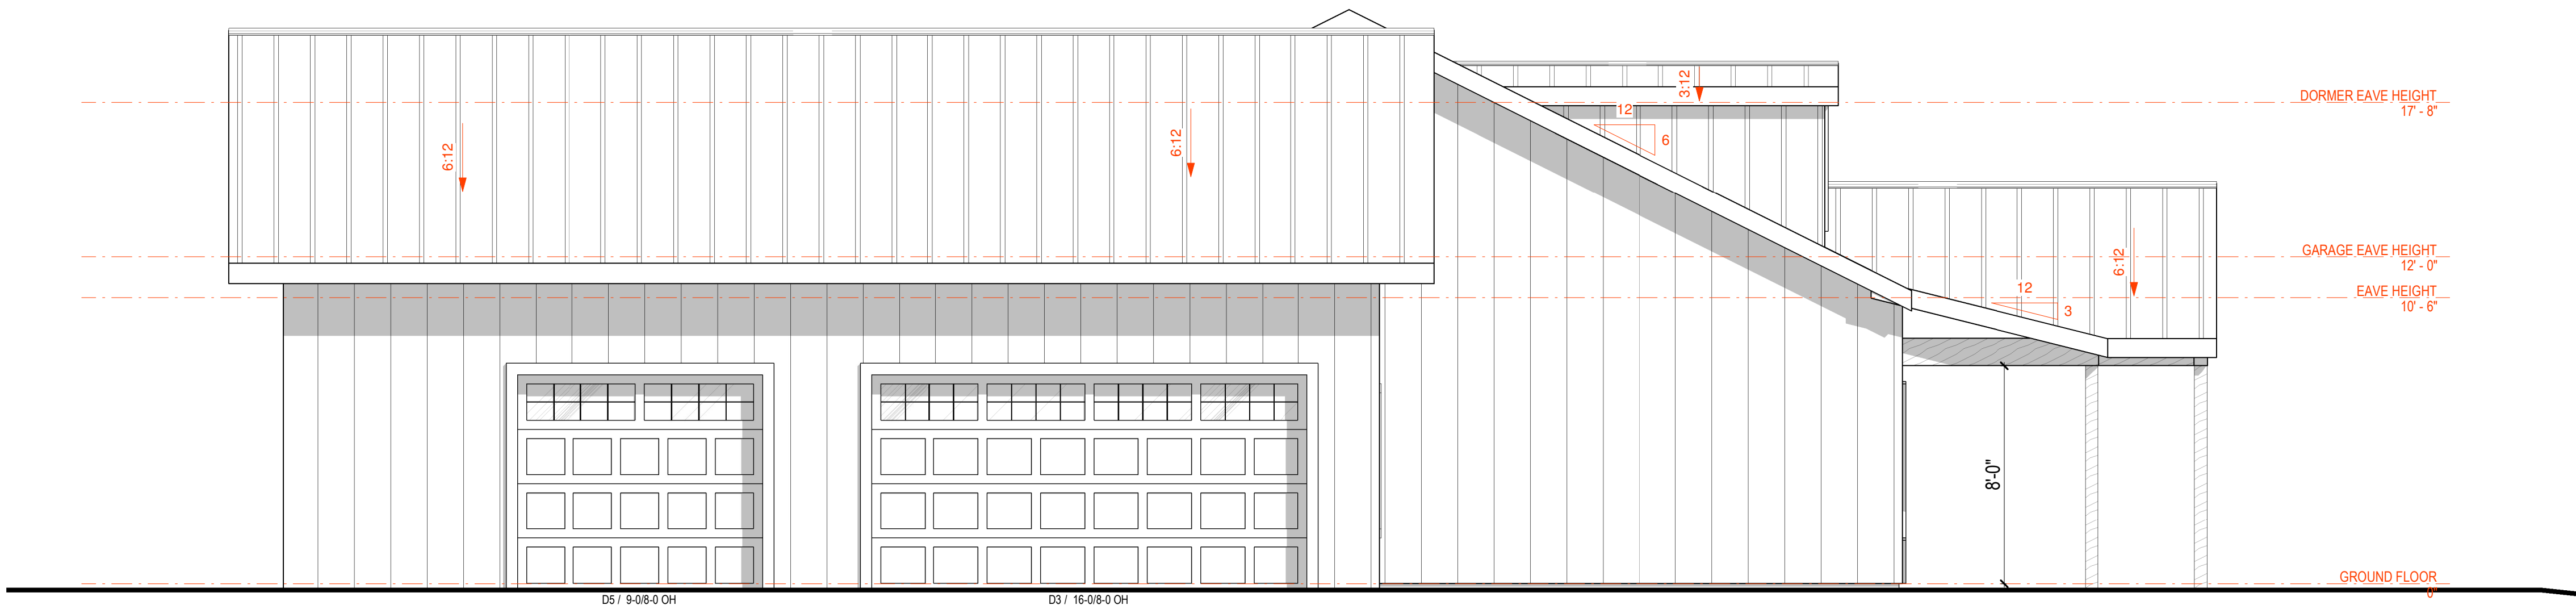 3:12
DORMER EAVE HEIGHT
17' - 8"
12
6
6:12
6:12
GARAGE EAVE HEIGHT
12' - 0"
6:12
12
3
EAVE HEIGHT
10' - 6"
8'-0"
GROUND FLOOR
0"
D5 / 9-0/8-0 OH
D3 / 16-0/8-0 OH